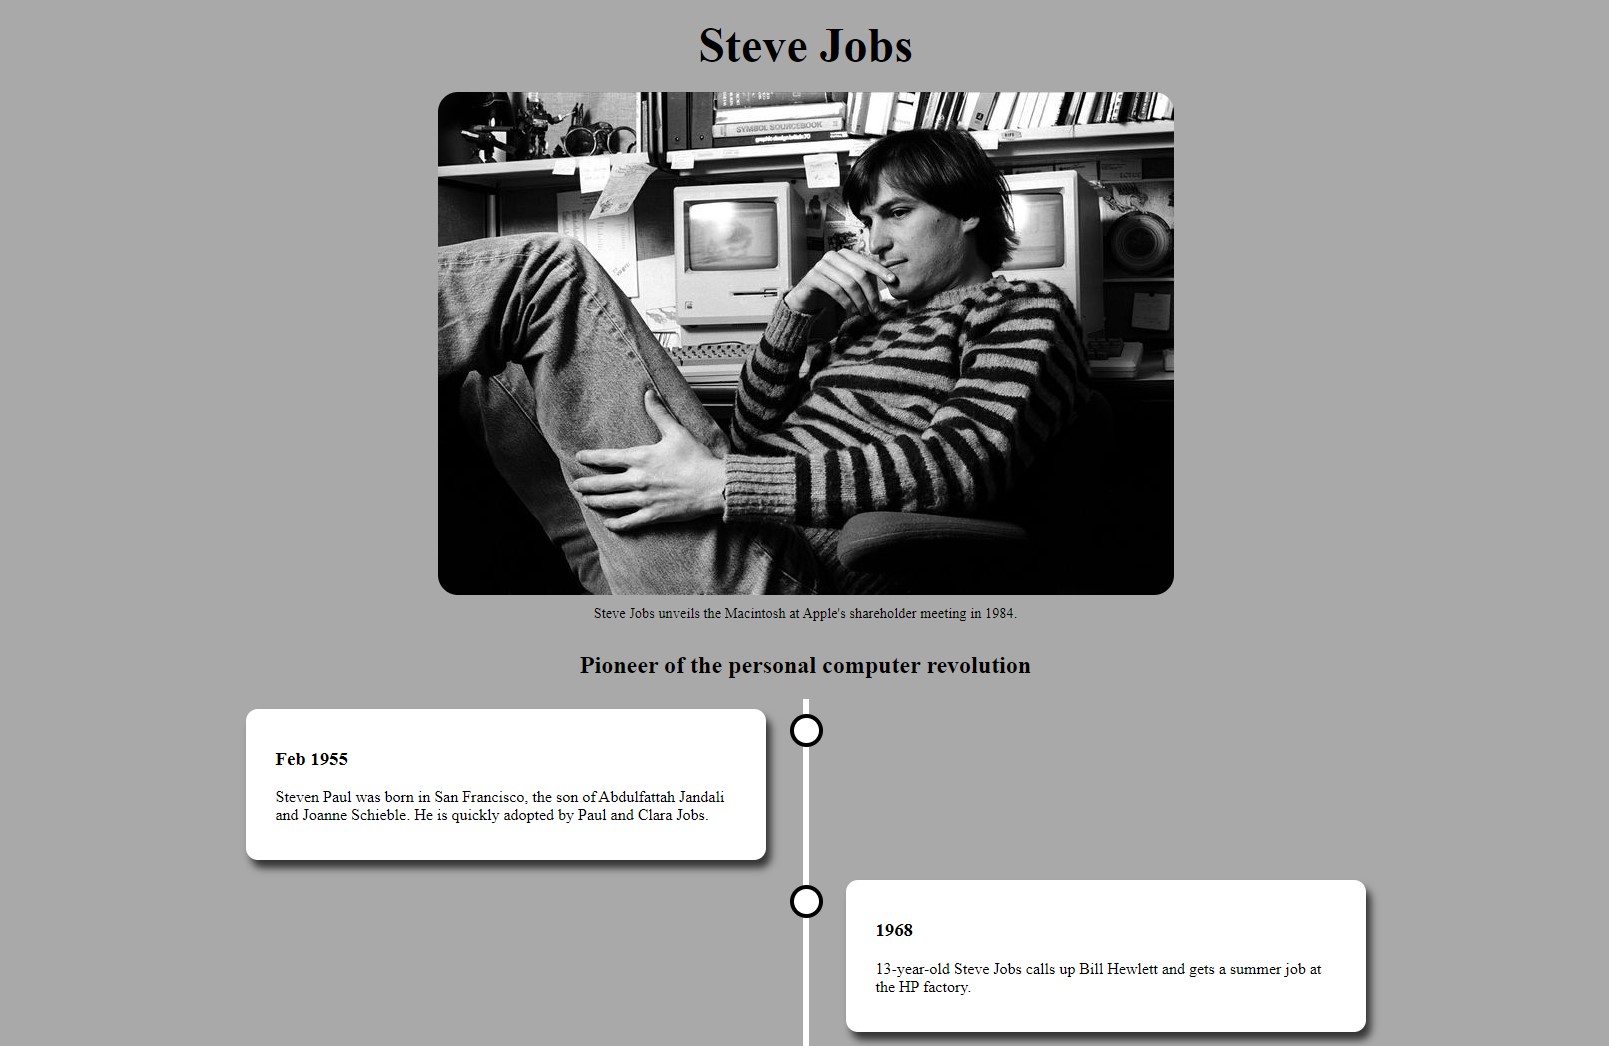 Steve Jobs
SYMBOL SOURCEBOOK
Steve Jobs unveils the Macintosh at Apple's shareholder meeting in 1984.
Pioneer of the personal computer revolution
Feb 1955
Steven Paul was born in San Francisco, the son of Abdulfattah Jandali
and Joanne Schieble. He is quickly adopted by Paul and Clara Jobs.
1968
13-year-old Steve Jobs calls up Bill Hewlett and gets a summer job at
the HP factory.